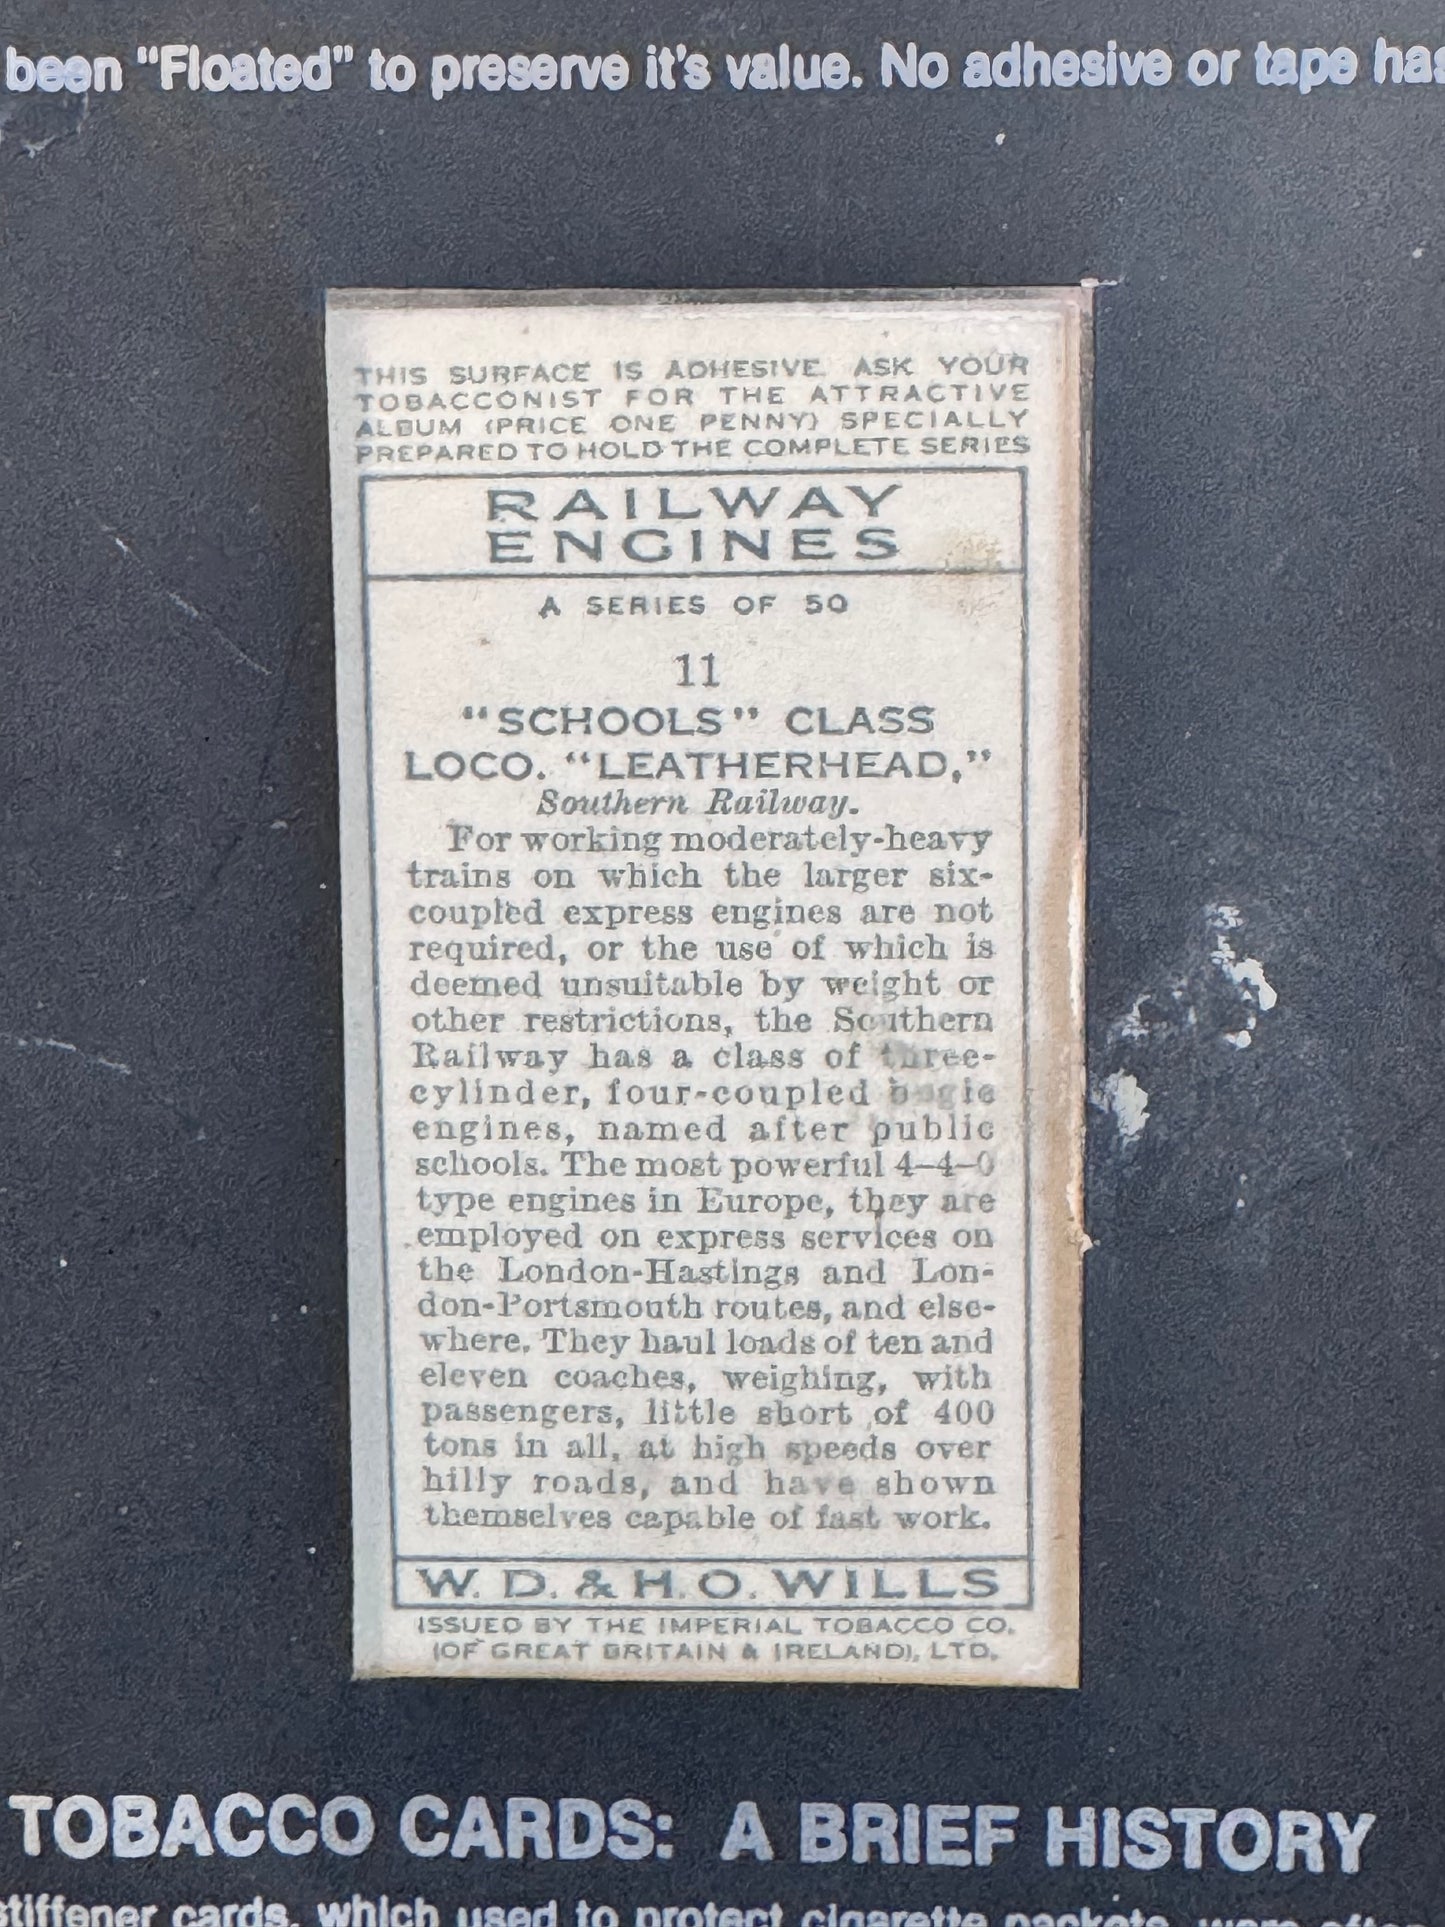 been "Floated" to preserve it's value. No adhesive or tape has
THIS SURFACE IS ADHESIVE. ASK YOUR
TOBACCONIST FOR THE ATTRACTIVE
ALBUM (PRICE ONE PENNY) SPECIALLY
PREPARED TO HOLD THE COMPLETE SERIES
RAILWAY
ENGINES
A SERIES OF 50
11
"SCHOOLS" CLASS
LOCO. "LEATHERHEAD,"
Southern Railway.
For working moderately-heavy
trains on which the larger six-
coupled express engines are not
required, or the use of which is
deemed unsuitable by weight or
other restrictions, the Southern
Railway has a class of three-
cylinder, four-coupled bogie
engines, named after public
schools. The most powerful 4-4-0
type engines in Europe, they are
employed on express services on
the London-Hastings and Lon-
don-Portsmouth routes, and else-
where. They haul loads of ten and
eleven coaches, weighing, with
passengers, little short of 400
tons in all, at high speeds over
hilly roads, and have shown
themselves capable of fast work.
W. D. & H. O. WILLS
ISSUED BY THE IMPERIAL TOBACCO CO.
(OF GREAT BRITAIN & IRELAND), LTD.
TOBACCO CARDS: A BRIEF HISTORY
stiffener cards, which used to protect cigarette packets, were